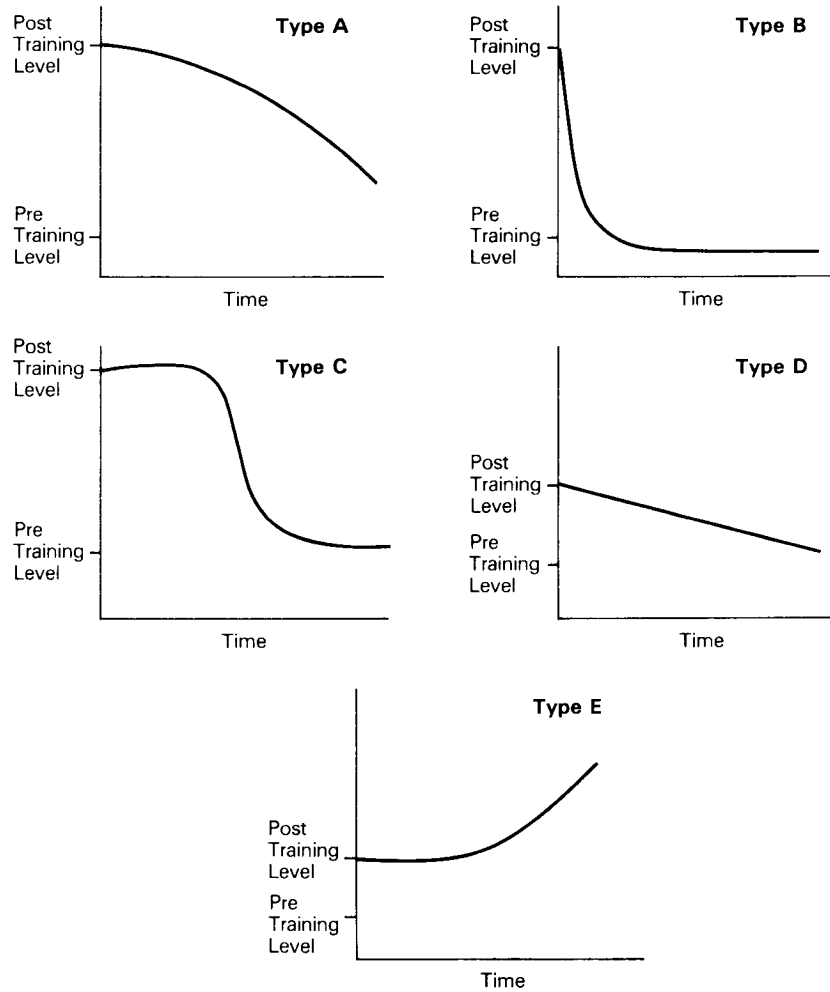 Type A
Post
Training
Level
Pre
Training
Level
Time
Type B
Post
Training
Level
Pre
Training
Level
Time
Type C
Post
Training
Level
Pre
Training
Level
Time
Type D
Post
Training
Level
Pre
Training
Level
Time
Type E
Post
Training
Level
Pre
Training
Level
Time